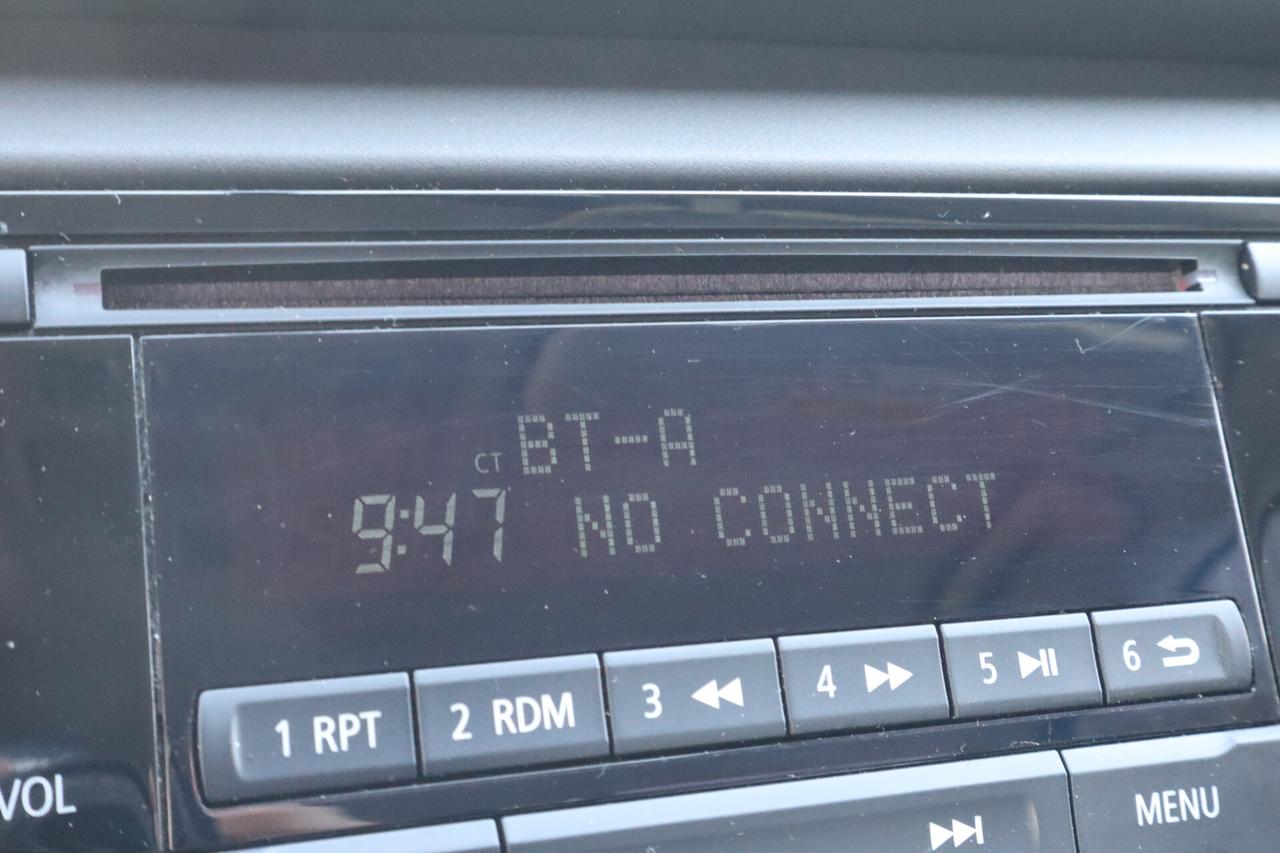 CT BT-A
9:47 NO CONNECT
1 RPT 2 RDM 3 4 5 6
VOL
MENU